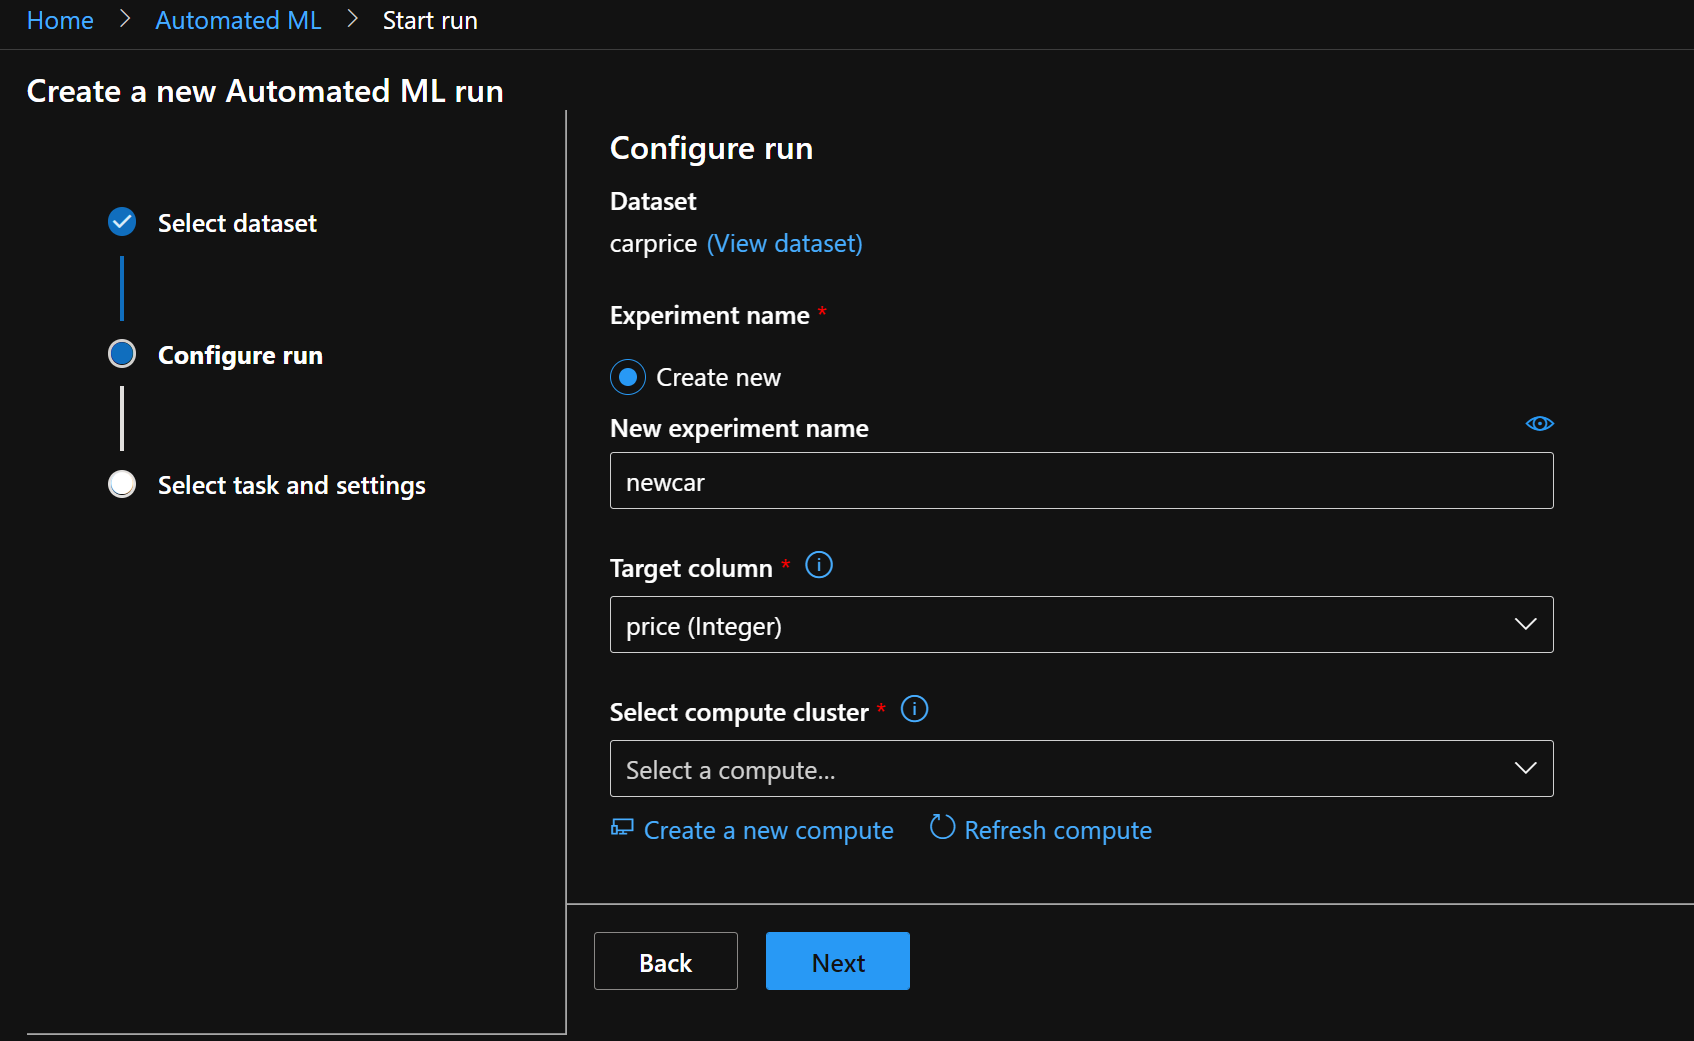 Home > Automated ML > Start run
Create a new Automated ML run
Select dataset
Configure run
Select task and settings
Configure run
Dataset
carprice (View dataset)
Experiment name *
Create new
New experiment name
newcar
Target column *
price (Integer)
Select compute cluster *
Select a compute...
Create a new compute Refresh compute
Back Next